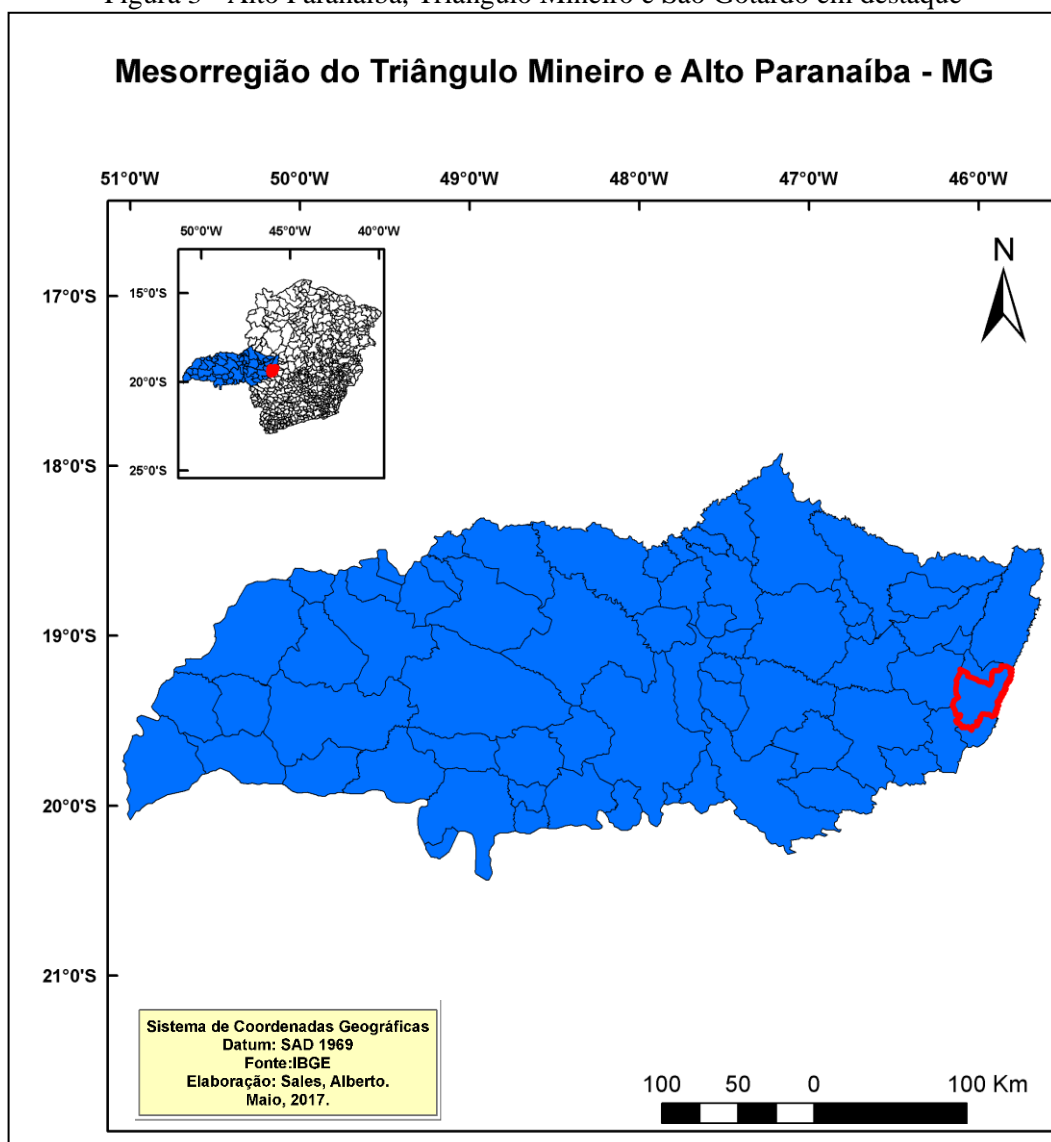 Figura 3 - Alto Paranaíba, Triângulo Mineiro e São Gotardo em destaque
Mesorregião do Triângulo Mineiro e Alto Paranaíba - MG
51°0'W 50°0'W 49°0'W 48°0'W 47°0'W 46°0'W
50°0'W 45°0'W 40°0'W
N
15°0'S
17°0'S
20°0'S
18°0'S
25°0'S
19°0'S
20°0'S
21°0'S
Sistema de Coordenadas Geográficas
Datum: SAD 1969
Fonte:IBGE
Elaboração: Sales, Alberto.
Maio, 2017.
100 50 0 100 Km